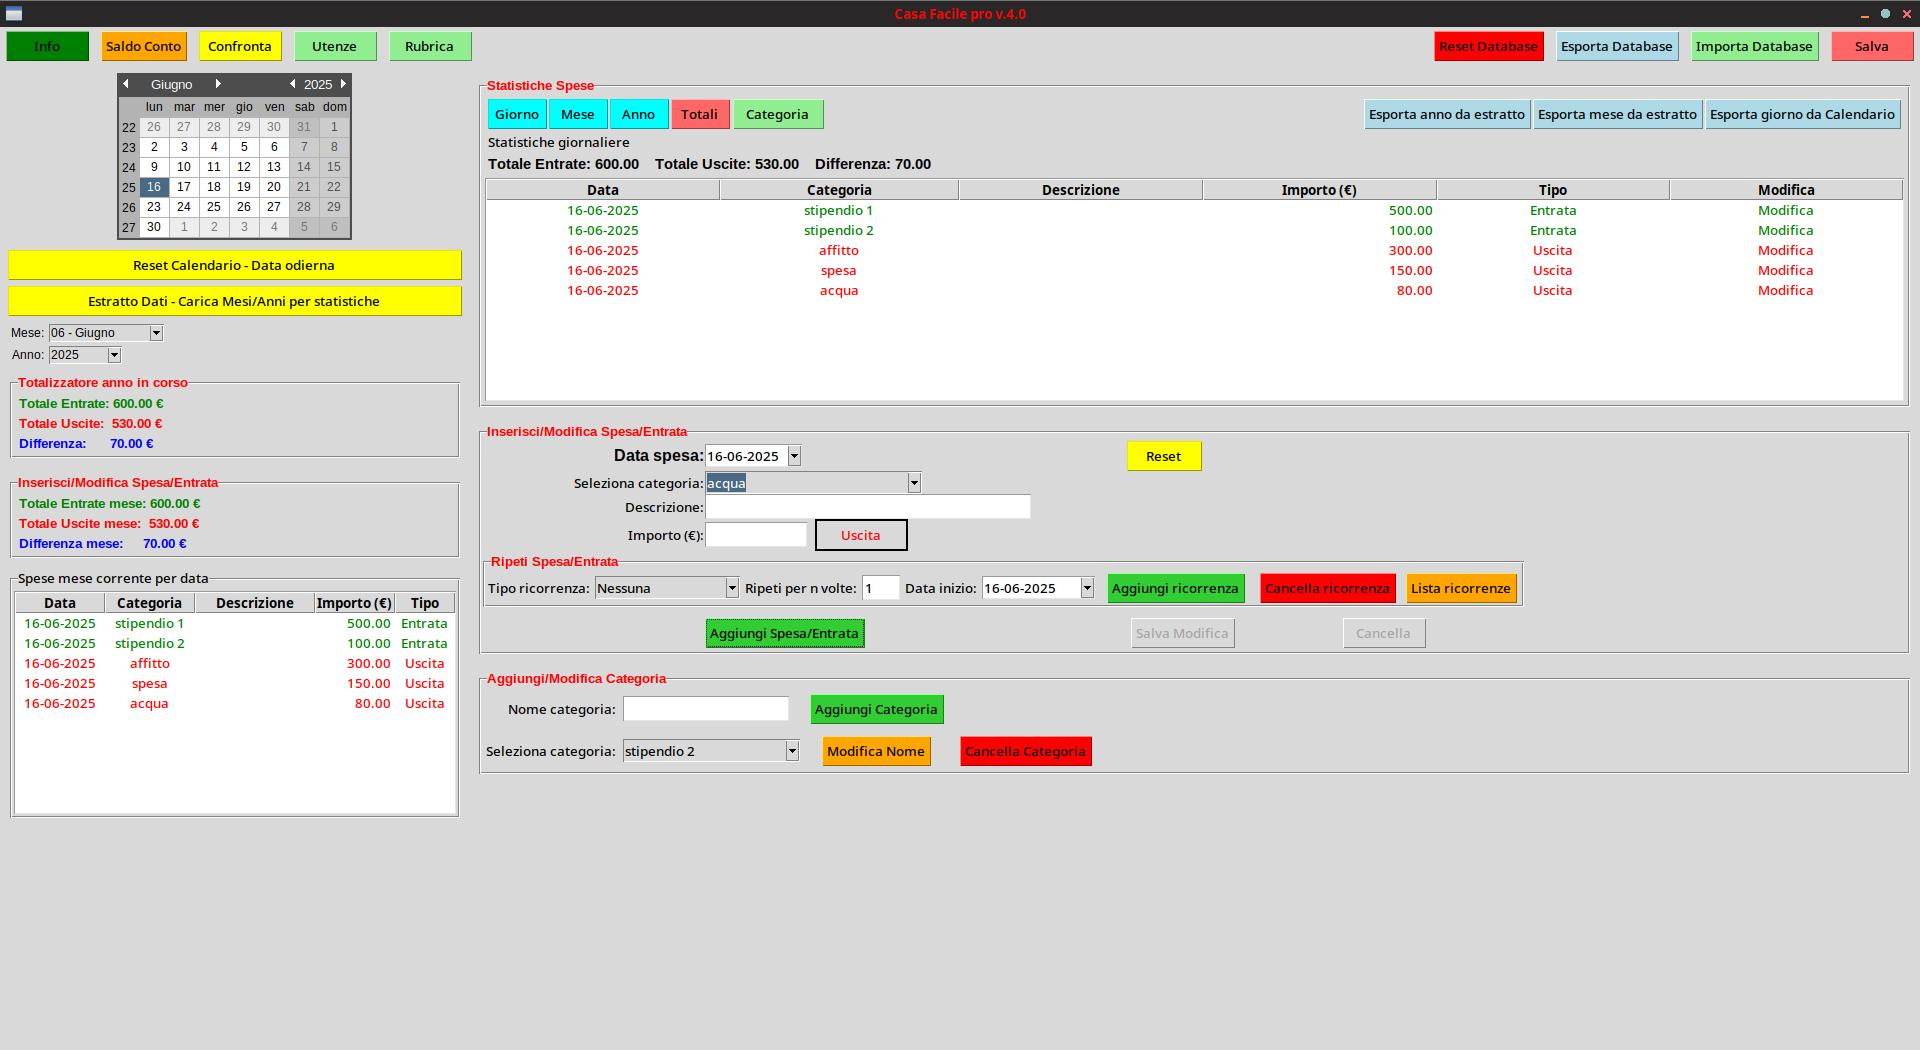 Casa Facile pro v.4.0
Info Saldo Conto Confronta Utenze Rubrica Reset Database Esporta Database Importa Database Salva
Giugno 2025
lun mar mer gio ven sab dom
22 26 27 28 29 30 31 1
23 2 3 4 5 6 7 8
24 9 10 11 12 13 14 15
25 16 17 18 19 20 21 22
26 23 24 25 26 27 28 29
27 30 1 2 3 4 5 6
Reset Calendario - Data odierna
Estratto Dati - Carica Mesi/Anni per statistiche
Mese: 06 - Giugno
Anno: 2025
Totalizzatore anno in corso
Totale Entrate: 600.00 €
Totale Uscite: 530.00 €
Differenza: 70.00 €
Inserisci/Modifica Spesa/Entrata
Totale Entrate mese: 600.00 €
Totale Uscite mese: 530.00 €
Differenza mese: 70.00 €
Spese mese corrente per data
Data Categoria Descrizione Importo (€) Tipo
16-06-2025 stipendio 1 500.00 Entrata
16-06-2025 stipendio 2 100.00 Entrata
16-06-2025 affitto 300.00 Uscita
16-06-2025 spesa 150.00 Uscita
16-06-2025 acqua 80.00 Uscita
Statistiche Spese
Giorno Mese Anno Totali Categoria Esporta anno da estratto Esporta mese da estratto Esporta giorno da Calendario
Statistiche giornaliere
Totale Entrate: 600.00 Totale Uscite: 530.00 Differenza: 70.00
Data Categoria Descrizione Importo (€) Tipo Modifica
16-06-2025 stipendio 1 500.00 Entrata Modifica
16-06-2025 stipendio 2 100.00 Entrata Modifica
16-06-2025 affitto 300.00 Uscita Modifica
16-06-2025 spesa 150.00 Uscita Modifica
16-06-2025 acqua 80.00 Uscita Modifica
Inserisci/Modifica Spesa/Entrata
Data spesa: 16-06-2025 Reset
Seleziona categoria: acqua
Descrizione:
Importo (€): Uscita
Ripeti Spesa/Entrata
Tipo ricorrenza: Nessuna Ripeti per n volte: 1 Data inizio: 16-06-2025 Aggiungi ricorrenza Cancella ricorrenza Lista ricorrenze
Aggiungi Spesa/Entrata Salva Modifica Cancella
Aggiungi/Modifica Categoria
Nome categoria: Aggiungi Categoria
Seleziona categoria: stipendio 2 Modifica Nome Cancella Categoria